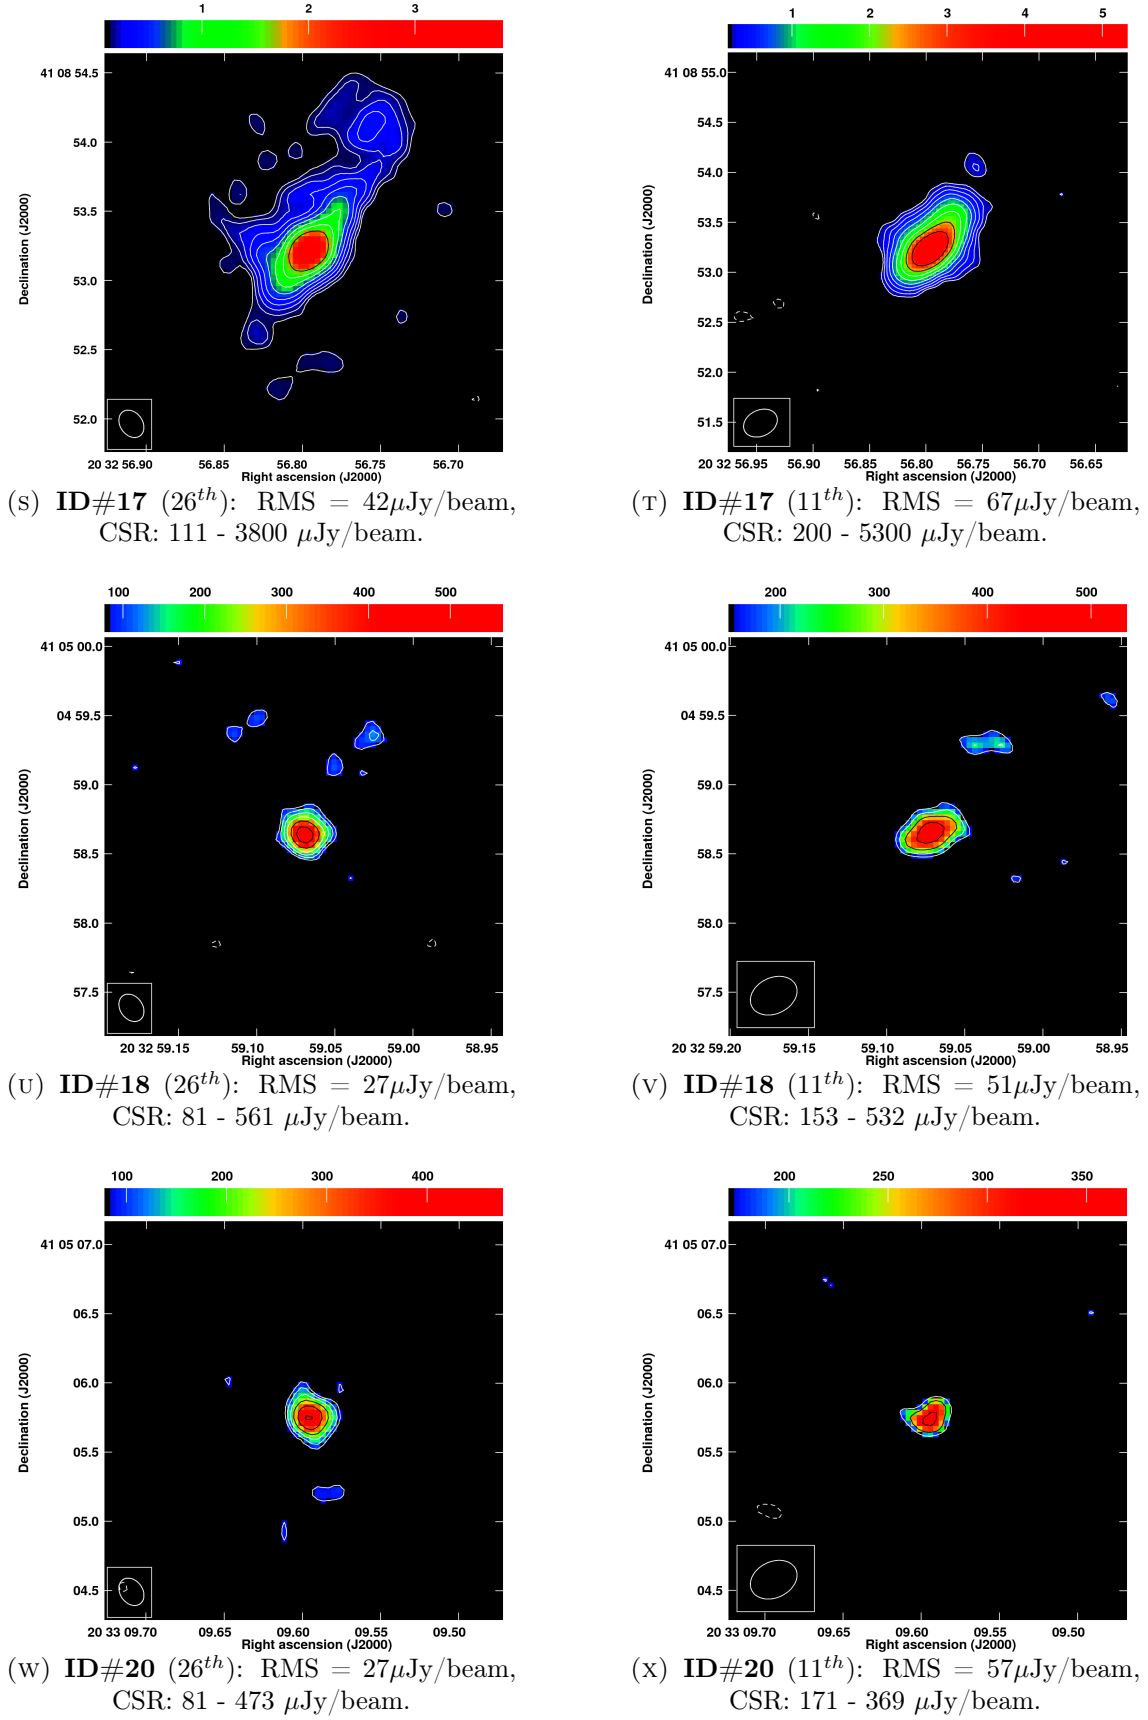 1 2 3
41 08 54.5
54.0
53.5
53.0
52.5
52.0
Declination (J2000)
20 32 56.90 56.85 56.80 56.75 56.70
Right ascension (J2000)
(S) ID#17 (26th): RMS = 42μJy/beam,
CSR: 111 - 3800 μJy/beam.
1 2 3 4 5
41 08 55.0
54.5
54.0
53.5
53.0
52.5
52.0
51.5
Declination (J2000)
20 32 56.95 56.90 56.85 56.80 56.75 56.70 56.65
Right ascension (J2000)
(T) ID#17 (11th): RMS = 67μJy/beam,
CSR: 200 - 5300 μJy/beam.
100 200 300 400 500
41 05 00.0
04 59.5
59.0
58.5
58.0
57.5
Declination (J2000)
20 32 59.15 59.10 59.05 59.00 58.95
Right ascension (J2000)
(U) ID#18 (26th): RMS = 27μJy/beam,
CSR: 81 - 561 μJy/beam.
200 300 400 500
41 05 00.0
04 59.5
59.0
58.5
58.0
57.5
Declination (J2000)
20 32 59.20 59.15 59.10 59.05 59.00 58.95
Right ascension (J2000)
(V) ID#18 (11th): RMS = 51μJy/beam,
CSR: 153 - 532 μJy/beam.
100 200 300 400
41 05 07.0
06.5
06.0
05.5
05.0
04.5
Declination (J2000)
20 33 09.70 09.65 09.60 09.55 09.50
Right ascension (J2000)
(W) ID#20 (26th): RMS = 27μJy/beam,
CSR: 81 - 473 μJy/beam.
200 250 300 350
41 05 07.0
06.5
06.0
05.5
05.0
04.5
Declination (J2000)
20 33 09.70 09.65 09.60 09.55 09.50
Right ascension (J2000)
(X) ID#20 (11th): RMS = 57μJy/beam,
CSR: 171 - 369 μJy/beam.